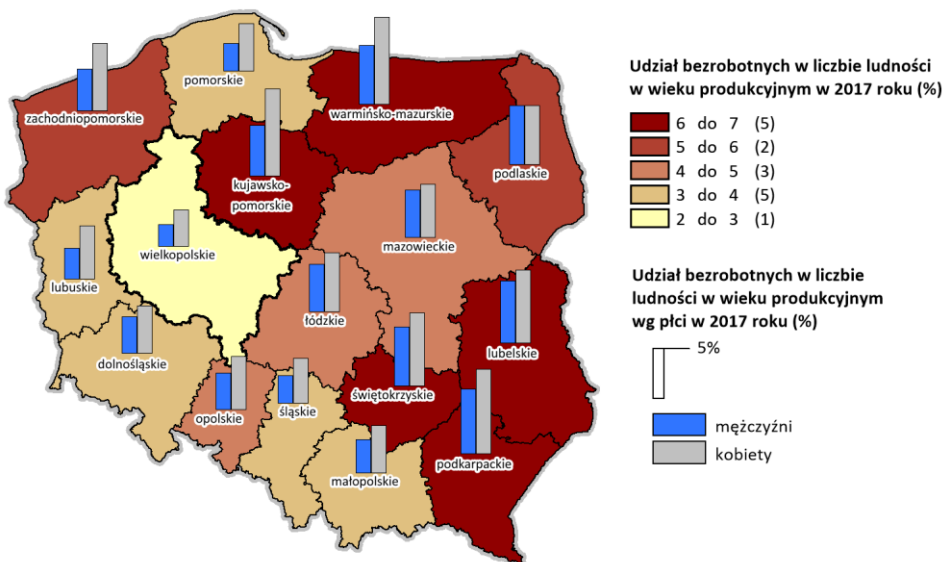 pomorskie
zachodniopomorskie
warmińsko-mazurskie
podlaskie
kujawsko-
pomorskie
mazowieckie
wielkopolskie
lubuskie
łódzkie
lubelskie
dolnośląskie
świętokrzyskie
opolskie
śląskie
podkarpackie
małopolskie
Udział bezrobotnych w liczbie ludności
w wieku produkcyjnym w 2017 roku (%)
6 do 7 (5)
5 do 6 (2)
4 do 5 (3)
3 do 4 (5)
2 do 3 (1)
Udział bezrobotnych w liczbie
ludności w wieku produkcyjnym
wg płci w 2017 roku (%)
5%
mężczyźni
kobiety